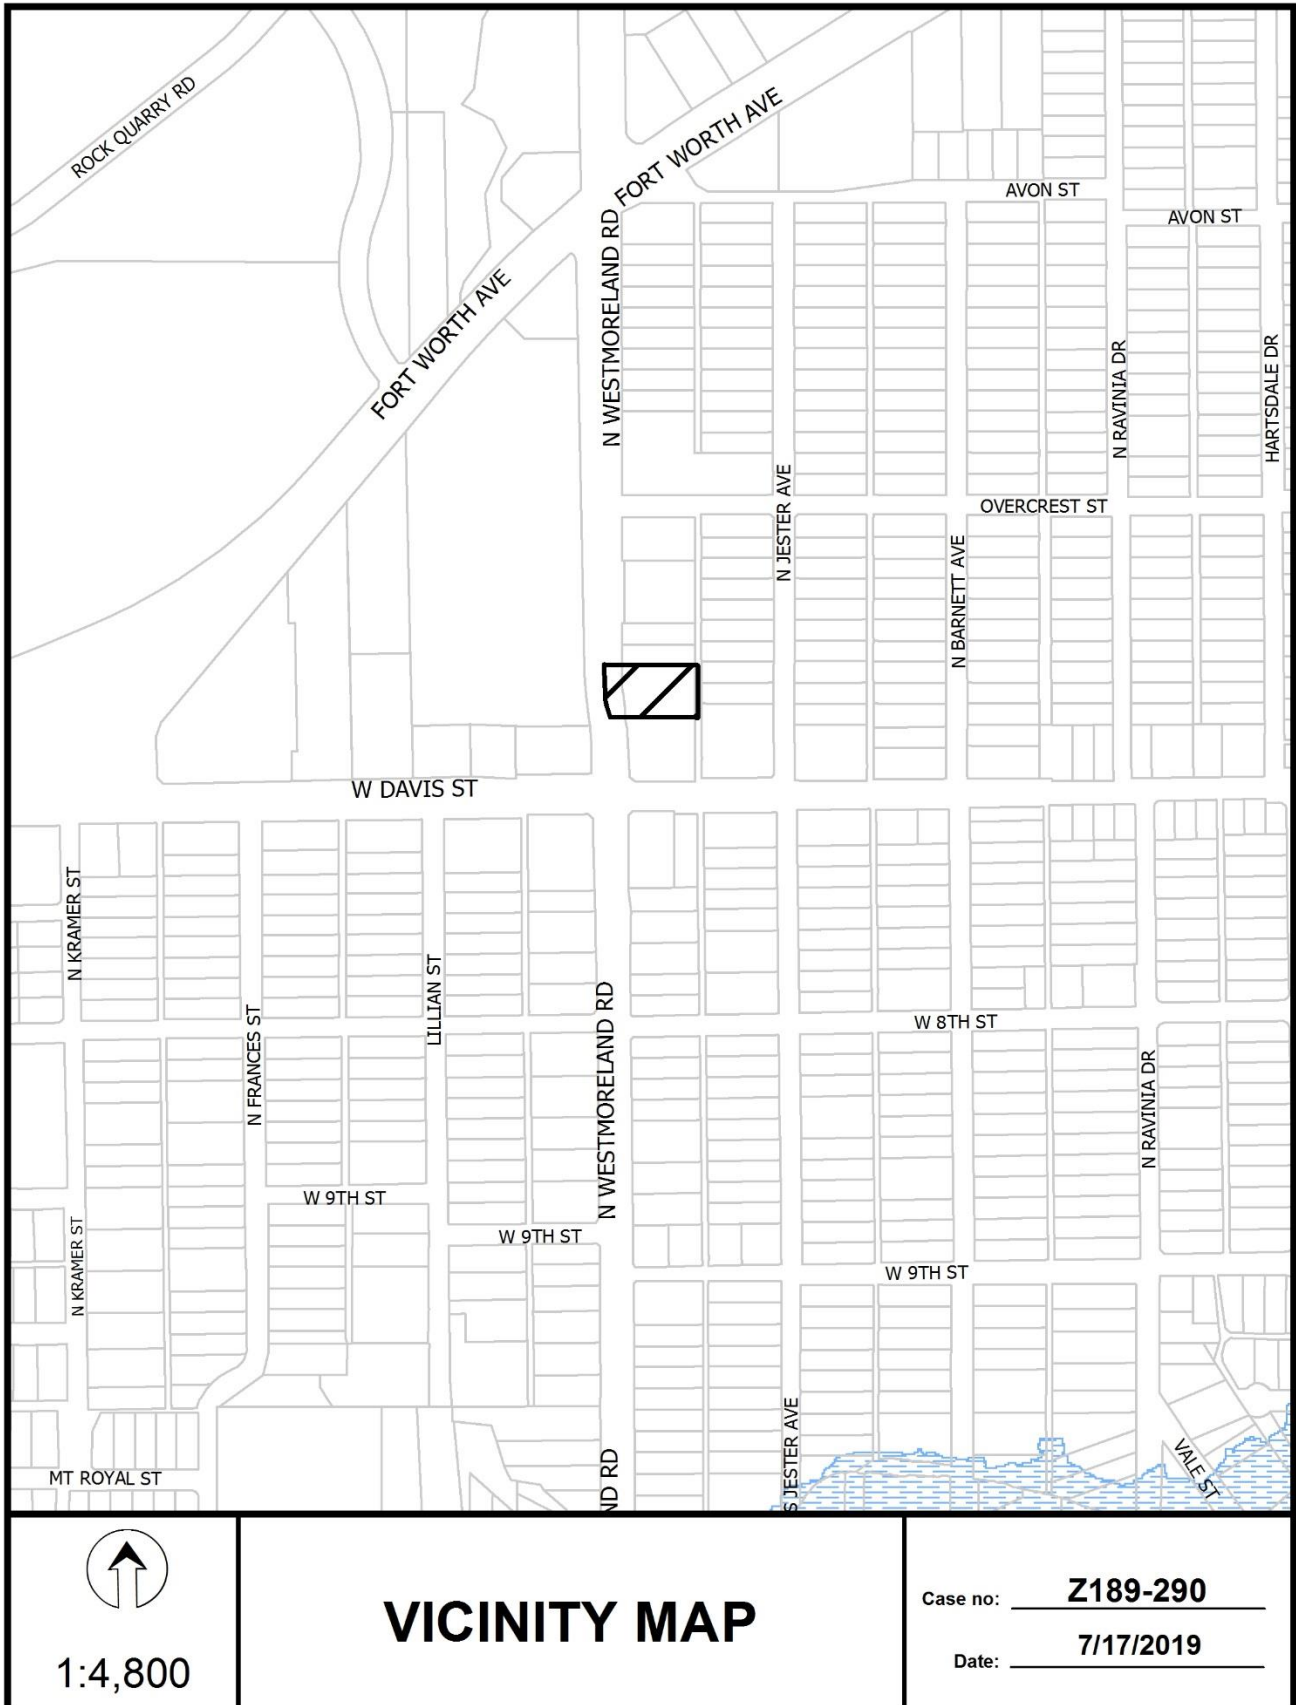 ROCK QUARRY RD
FORT WORTH AVE
AVON ST
AVON ST
N WESTMORELAND RD
FORT WORTH AVE
N RAVINIA DR
HARTSDALE DR
N JESTER AVE
OVERCREST ST
N BARNETT AVE
W DAVIS ST
N KRAMER ST
LILLIAN ST
N FRANCES ST
N WESTMORELAND RD
W 8TH ST
N RAVINIA DR
W 9TH ST
W 9TH ST
N KRAMER ST
W 9TH ST
MT ROYAL ST
ND RD
S JESTER AVE
VALE ST
1:4,800
VICINITY MAP
Case no: Z189-290
Date: 7/17/2019